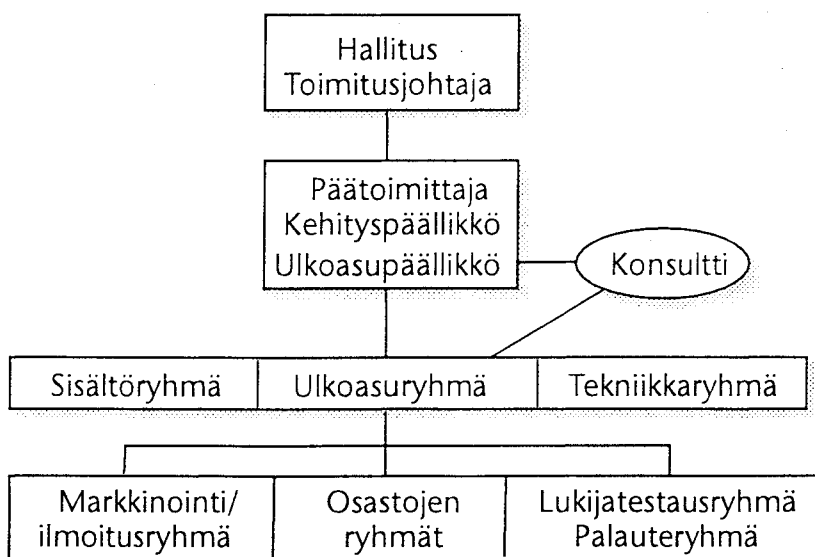 Hallitus
Toimitusjohtaja
Päätoimittaja
Kehityspäällikkö
Ulkoasupäällikkö
Konsultti
Sisältöryhmä
Ulkoasuryhmä
Tekniikkaryhmä
Markkinointi/
ilmoitusryhmä
Osastojen
ryhmät
Lukijatestausryhmä
Palauteryhmä